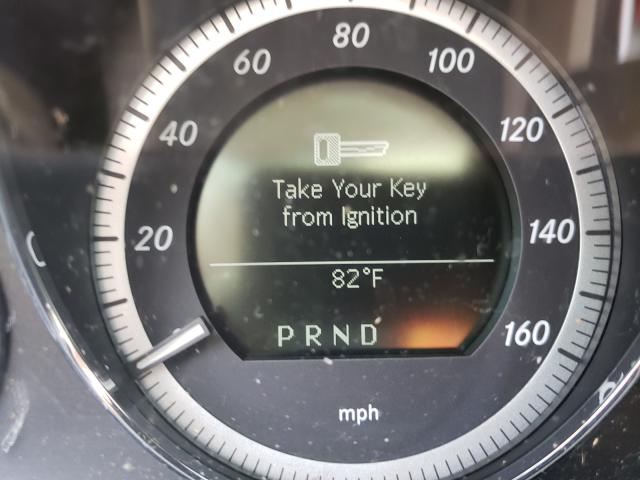 80
60 100
40 120
Take Your Key
from Ignition
20 140
82°F
PRND 160
mph